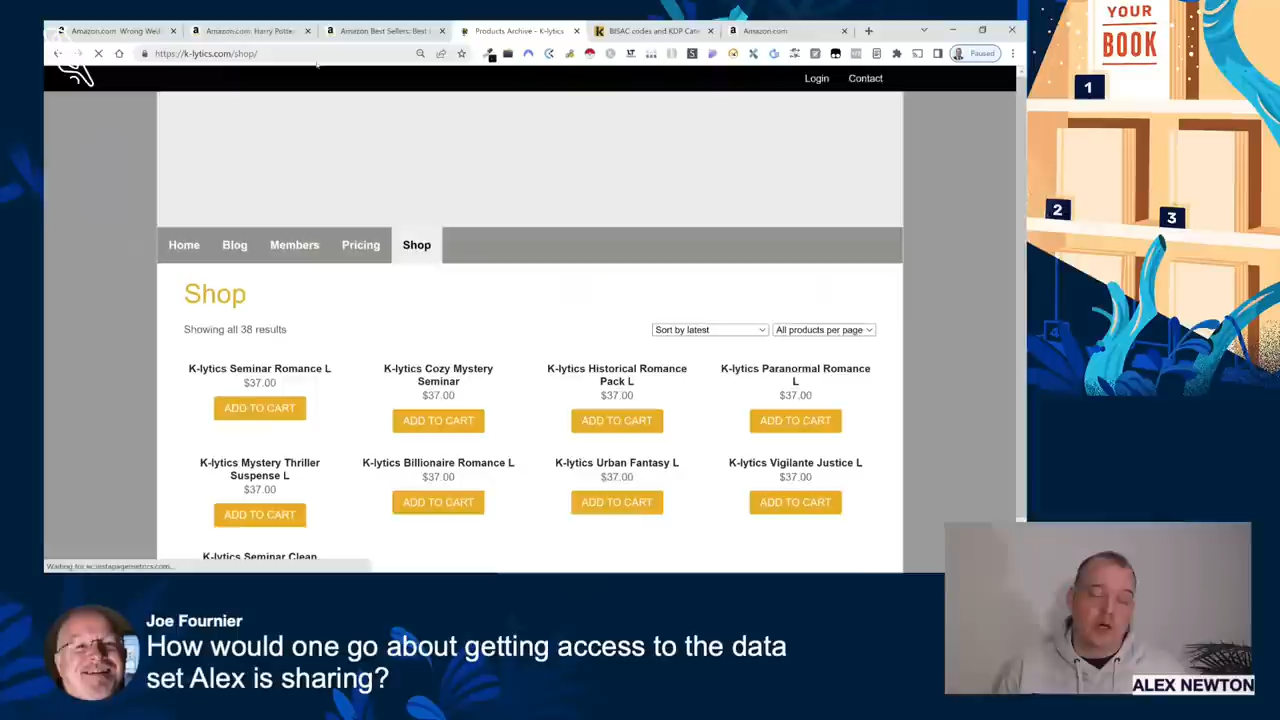 Amazon.com Wrong Wei
Amazon.com: Harry Potte
Amazon Best Sellers: Best
Products Archive - K-lytics
BISAC codes and KDP Cate
Amazon.com
https://k-lytics.com/shop/
Paused
Login
Contact
Home
Blog
Members
Pricing
Shop
Shop
Showing all 38 results
Sort by latest
All products per page
K-lytics Seminar Romance L
$37.00
ADD TO CART
K-lytics Cozy Mystery
Seminar
$37.00
ADD TO CART
K-lytics Historical Romance
Pack L
$37.00
ADD TO CART
K-lytics Paranormal Romance
L
$37.00
ADD TO CART
K-lytics Mystery Thriller
Suspense L
$37.00
ADD TO CART
K-lytics Billionaire Romance L
$37.00
ADD TO CART
K-lytics Urban Fantasy L
$37.00
ADD TO CART
K-lytics Vigilante Justice L
$37.00
ADD TO CART
K-lytics Seminar Clean
YOUR
BOOK
1
2
3
4
Joe Fournier
How would one go about getting access to the data
set Alex is sharing?
ALEX NEWTON